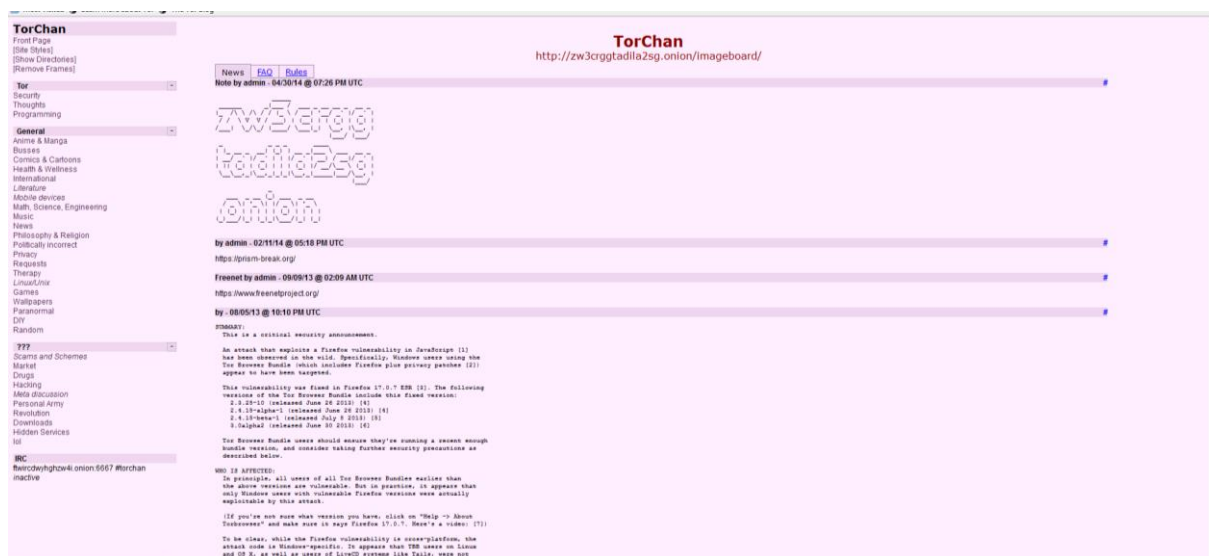 TorChan
Front Page
[Site Styles]
[Show Directories]
[Remove Frames]
Tor
Security
Thoughts
Programming
General
Anime & Manga
Busses
Comics & Cartoons
Health & Wellness
International
Literature
Mobile devices
Math, Science, Engineering
Music
News
Philosophy & Religion
Politically Incorrect
Privacy
Requests
Therapy
Linux/Unix
Games
Wallpapers
Paranormal
DIY
Random
???
Scams and Schemes
Market
Drugs
Hacking
Meta discussion
Personal Army
Revolution
Downloads
Hidden Services
lol
IRC
ftwircdwyhghzw4i.onion:6667 #torchan
inactive
TorChan
http://zw3crggtadila2sg.onion/imageboard/
News FAQ Rules
Note by admin - 04/30/14 @ 07:26 PM UTC #
zw3crgg
tadila2sg
onion
by admin - 02/11/14 @ 05:18 PM UTC #
https://prism-break.org/
Freenet by admin - 09/09/13 @ 02:09 AM UTC #
https://www.freenetproject.org/
by - 08/05/13 @ 10:10 PM UTC #
SUMMARY:
This is a critical security announcement.
An attack that exploits a Firefox vulnerability in JavaScript [1]
has been observed in the wild. Specifically, Windows users using the
Tor Browser Bundle (which includes Firefox plus privacy patches [2])
appear to have been targeted.
This vulnerability was fixed in Firefox 17.0.7 ESR [3]. The following
versions of the Tor Browser Bundle include this fixed version:
2.3.25-10 (released June 26 2013) [4]
2.4.15-alpha-1 (released June 26 2013) [4]
2.4.15-beta-1 (released July 8 2013) [5]
3.0alpha2 (released June 30 2013) [6]
Tor Browser Bundle users should ensure they're running a recent enough
bundle version, and consider taking further security precautions as
described below.
WHO IS AFFECTED:
In principle, all users of all Tor Browser Bundles earlier than
the above versions are vulnerable. But in practice, it appears that
only Windows users with vulnerable Firefox versions were actually
exploitable by this attack.
(If you're not sure what version you have, click on "Help -> About
Torbrowser" and make sure it says Firefox 17.0.7. Here's a video: [7])
To be clear, while the Firefox vulnerability is cross-platform, the
attack code is Windows-specific. It appears that TBB users on Linux
and OS X, as well as users of LiveCD systems like Tails, were not